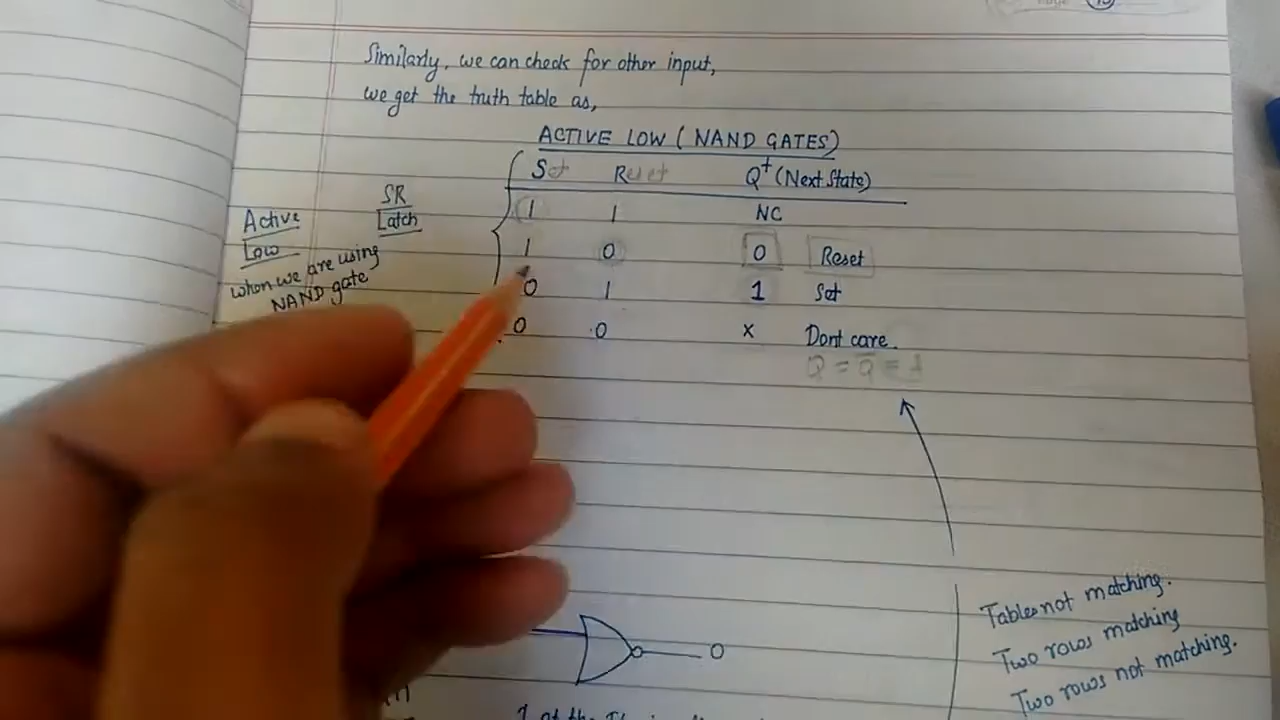 Similarly, we can check for other input,
we get the truth table as,
ACTIVE LOW (NAND GATES)
Set Reset Q+ (Next State)
SR
Latch
Active
Low
when we are using
NAND gate
1 1 NC
1 0 0 Reset
0 1 1 Set
0 0 x Dont care
Q = Q̅ = 1
Tables not matching.
Two rows matching
Two rows not matching.
0